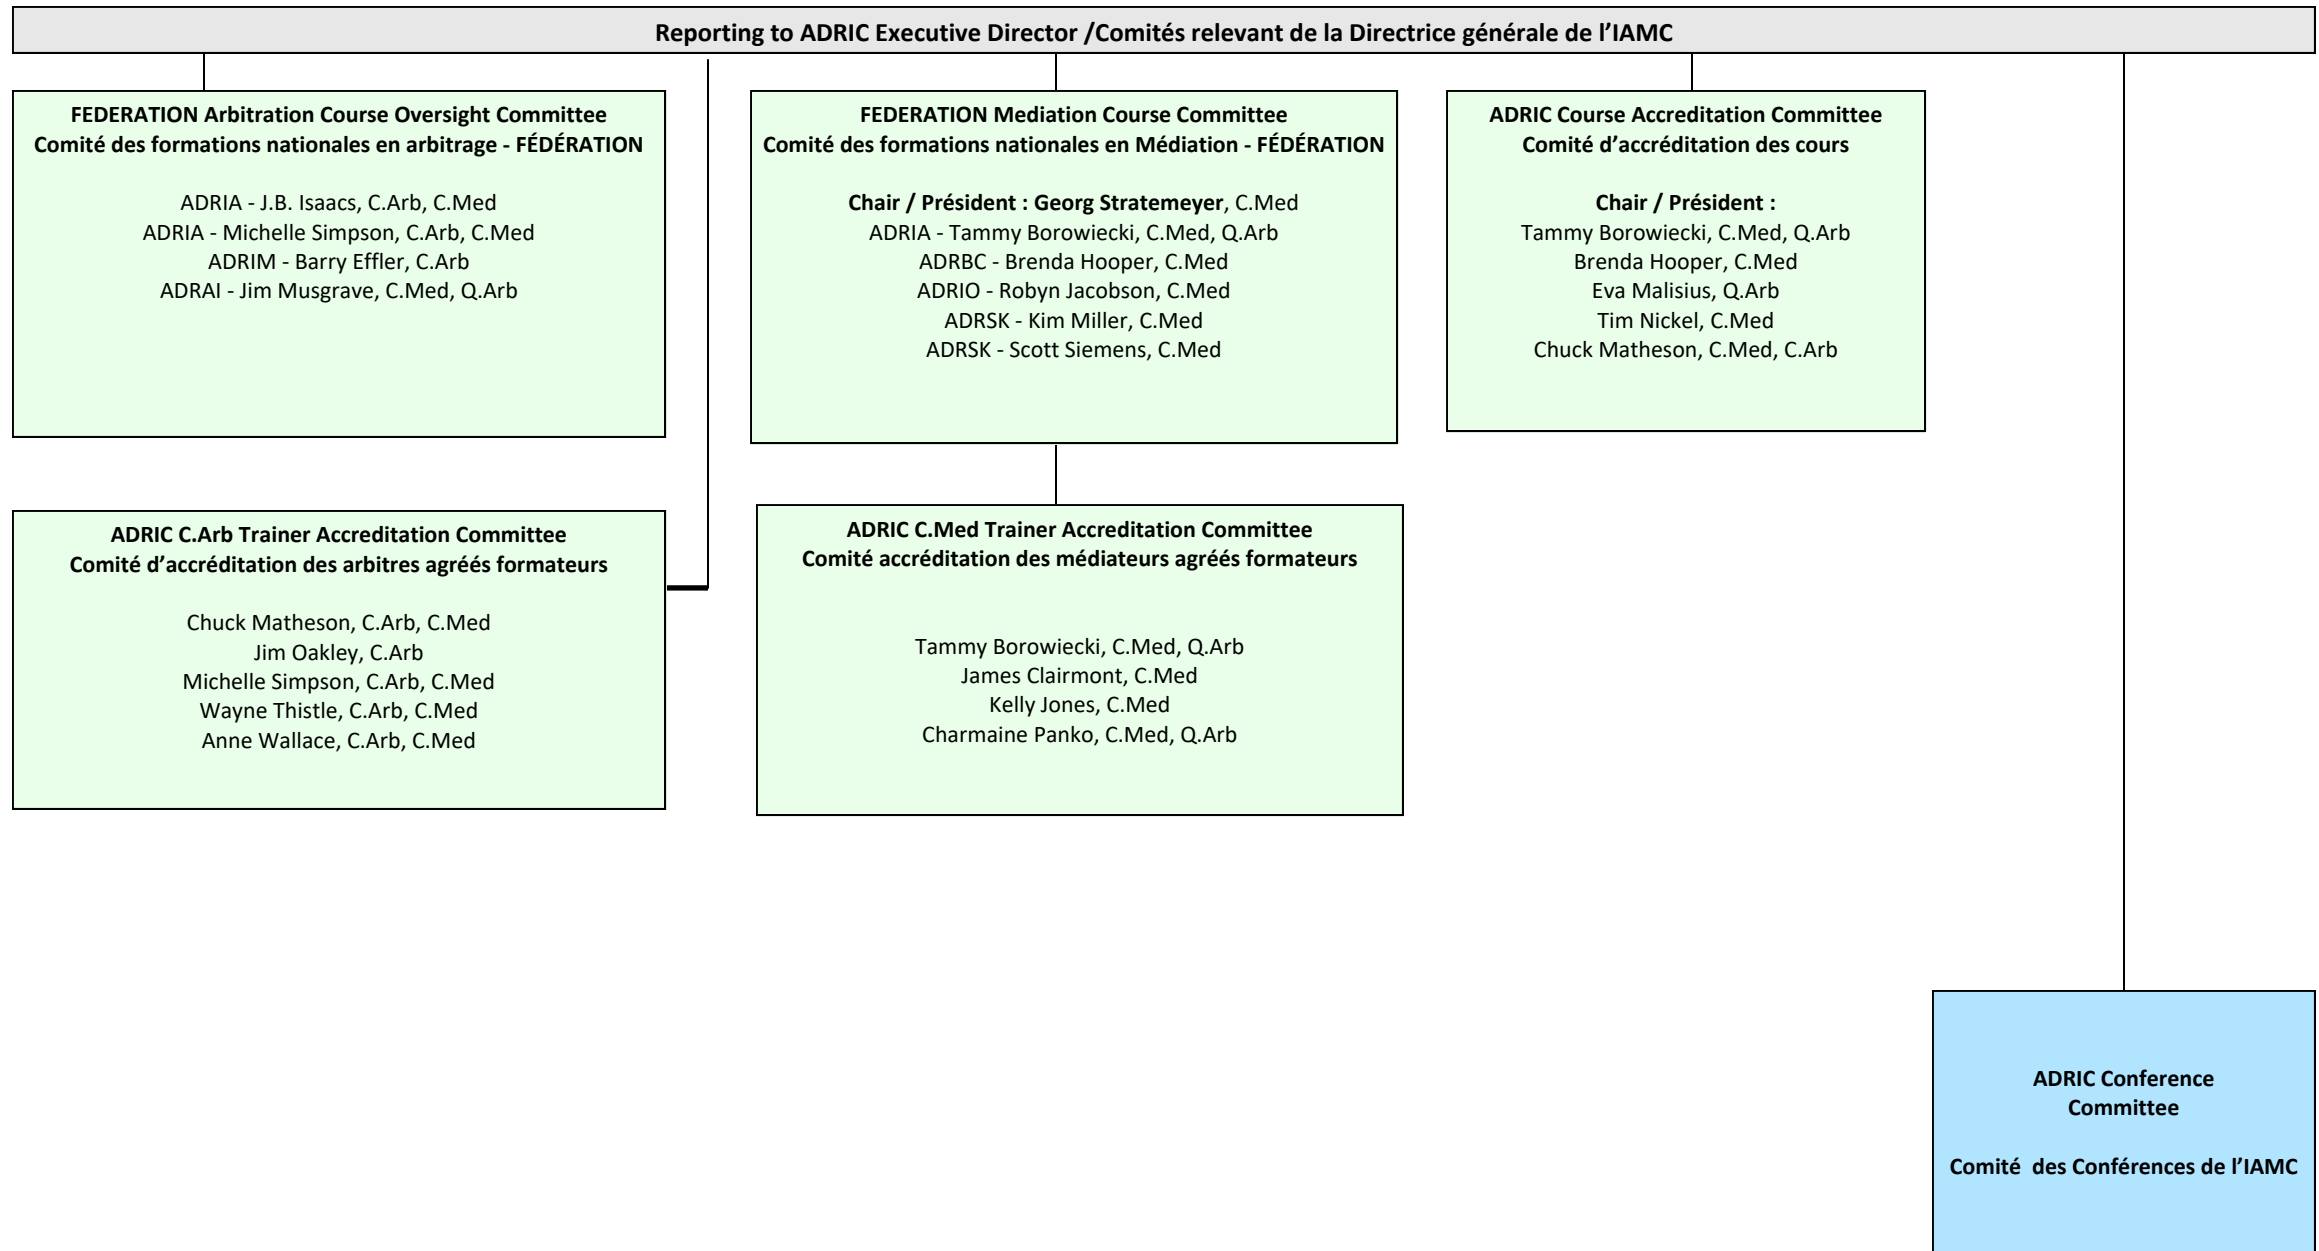 Reporting to ADRIC Executive Director /Comités relevant de la Directrice générale de l’IAMC
FEDERATION Arbitration Course Oversight Committee
Comité des formations nationales en arbitrage - FÉDÉRATION
ADRIA - J.B. Isaacs, C.Arb, C.Med
ADRIA - Michelle Simpson, C.Arb, C.Med
ADRIM - Barry Effler, C.Arb
ADRAI - Jim Musgrave, C.Med, Q.Arb
FEDERATION Mediation Course Committee
Comité des formations nationales en Médiation - FÉDÉRATION
Chair / Président : Georg Stratemeyer, C.Med
ADRIA - Tammy Borowiecki, C.Med, Q.Arb
ADRBC - Brenda Hooper, C.Med
ADRIO - Robyn Jacobson, C.Med
ADRSK - Kim Miller, C.Med
ADRSK - Scott Siemens, C.Med
ADRIC Course Accreditation Committee
Comité d’accréditation des cours
Chair / Président :
Tammy Borowiecki, C.Med, Q.Arb
Brenda Hooper, C.Med
Eva Malisius, Q.Arb
Tim Nickel, C.Med
Chuck Matheson, C.Med, C.Arb
ADRIC C.Arb Trainer Accreditation Committee
Comité d’accréditation des arbitres agréés formateurs
Chuck Matheson, C.Arb, C.Med
Jim Oakley, C.Arb
Michelle Simpson, C.Arb, C.Med
Wayne Thistle, C.Arb, C.Med
Anne Wallace, C.Arb, C.Med
ADRIC C.Med Trainer Accreditation Committee
Comité accréditation des médiateurs agréés formateurs
Tammy Borowiecki, C.Med, Q.Arb
James Clairmont, C.Med
Kelly Jones, C.Med
Charmaine Panko, C.Med, Q.Arb
ADRIC Conference
Committee
Comité des Conférences de l’IAMC